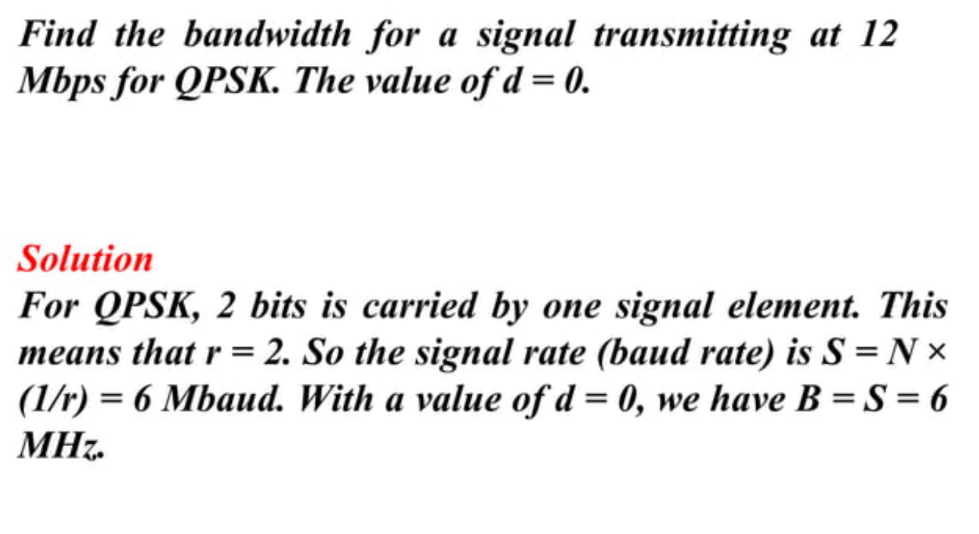 Find the bandwidth for a signal transmitting at 12
Mbps for QPSK. The value of d = 0.
Solution
For QPSK, 2 bits is carried by one signal element. This
means that r = 2. So the signal rate (baud rate) is S = N ×
(1/r) = 6 Mbaud. With a value of d = 0, we have B = S = 6
MHz.